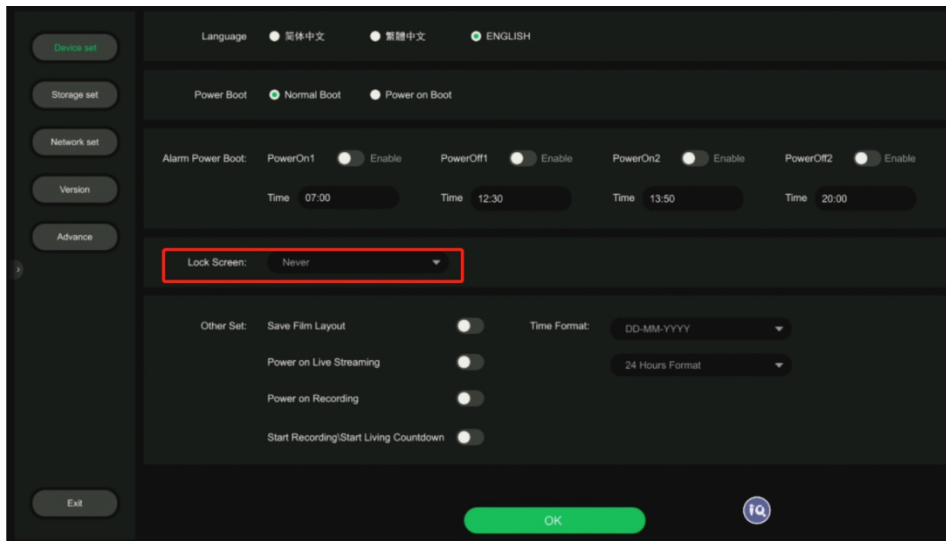 Device set
Storage set
Network set
Version
Advance
Exit
Language 简体中文 繁體中文 ENGLISH
Power Boot Normal Boot Power on Boot
Alarm Power Boot: PowerOn1 Enable PowerOff1 Enable PowerOn2 Enable PowerOff2 Enable
Time 07:00 Time 12:30 Time 13:50 Time 20:00
Lock Screen: Never
Other Set: Save Film Layout Time Format: DD-MM-YYYY
Power on Live Streaming 24 Hours Format
Power on Recording
Start Recording\Start Living Countdown
OK
iQ